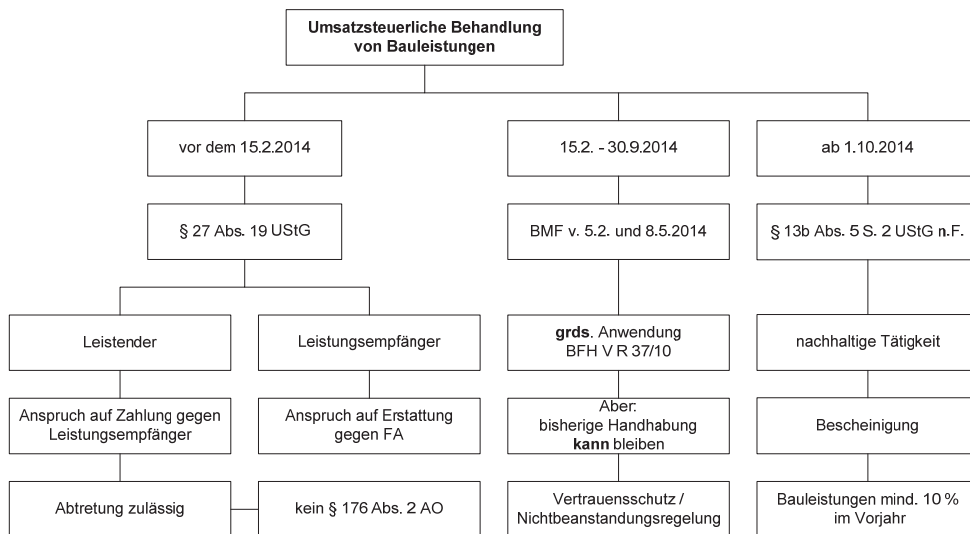 Umsatzsteuerliche Behandlung
von Bauleistungen
vor dem 15.2.2014
15.2. - 30.9.2014
ab 1.10.2014
§ 27 Abs. 19 UStG
BMF v. 5.2. und 8.5.2014
§ 13b Abs. 5 S. 2 UStG n.F.
Leistender
Leistungsempfänger
grds. Anwendung
BFH V R 37/10
nachhaltige Tätigkeit
Anspruch auf Zahlung gegen
Leistungsempfänger
Anspruch auf Erstattung
gegen FA
Aber:
bisherige Handhabung
kann bleiben
Bescheinigung
Abtretung zulässig
kein § 176 Abs. 2 AO
Vertrauensschutz /
Nichtbeanstandungsregelung
Bauleistungen mind. 10 %
im Vorjahr